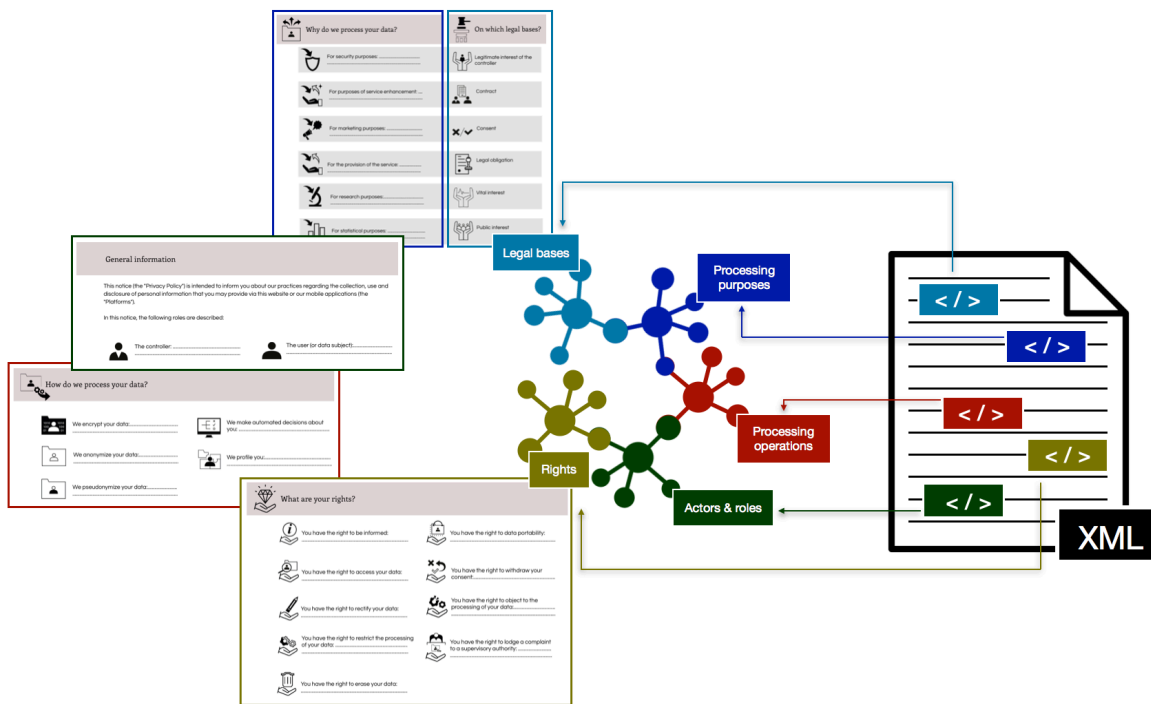 Why do we process your data?
On which legal bases?
For security purposes:
Legitimate interest of the
controller
For purposes of service enhancement:
Contract
For marketing purposes:
Consent
For the provision of the service:
Legal obligation
For research purposes:
Vital interest
For statistical purposes:
Public interest
Legal bases
General information
This notice (the "Privacy Policy") is intended to inform you about our practices regarding the collection, use and
disclosure of personal information that you may provide via this website or our mobile applications (the
"Platforms").
In this notice, the following roles are described:
The controller:
The user (or data subject):
How do we process your data?
We encrypt your data:
We make automated decisions about
you:
We anonymize your data:
We profile you:
We pseudonymize your data:
What are your rights?
You have the right to be informed:
You have the right to data portability:
You have the right to access your data:
You have the right to withdraw your
consent:
You have the right to rectify your data:
You have the right to object to the
processing of your data:
You have the right to restrict the processing
of your data:
You have the right to lodge a complaint
to a supervisory authority:
You have the right to erase your data:
Processing
purposes
Processing
operations
Rights
Actors & roles
< / >
< / >
< / >
< / >
< / >
XML